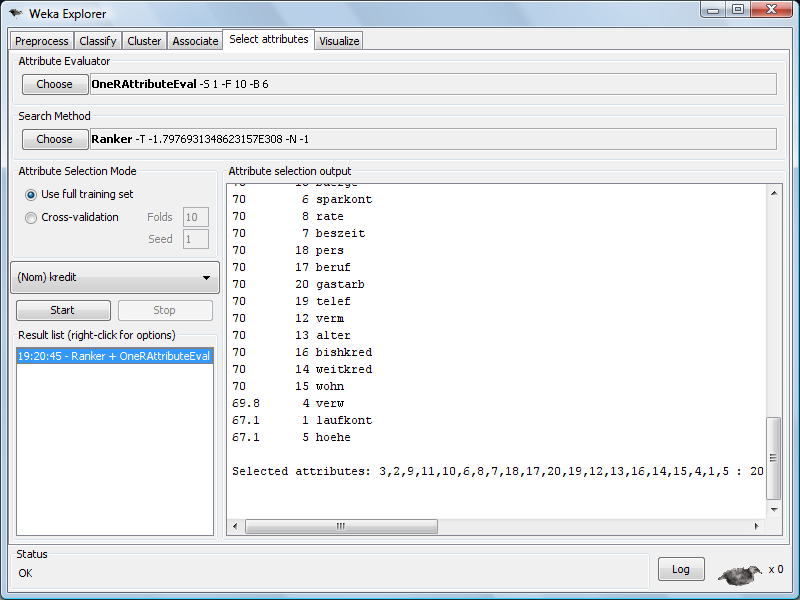 Weka Explorer
Preprocess Classify Cluster Associate Select attributes Visualize
Attribute Evaluator
Choose OneRAttributeEval -S 1 -F 10 -B 6
Search Method
Choose Ranker -T -1.7976931348623157E308 -N -1
Attribute Selection Mode
Use full training set
Cross-validation Folds 10
Seed 1
(Nom) kredit
Start Stop
Result list (right-click for options)
19:20:45 - Ranker + OneRAttributeEval
Attribute selection output
70 6 sparkont
70 8 rate
70 7 beszeit
70 18 pers
70 17 beruf
70 20 gastarb
70 19 telef
70 12 verm
70 13 alter
70 16 bishkred
70 14 weitkred
70 15 wohn
69.8 4 verw
67.1 1 laufkont
67.1 5 hoehe
Selected attributes: 3,2,9,11,10,6,8,7,18,17,20,19,12,13,16,14,15,4,1,5 : 20
Status
OK
Log x 0